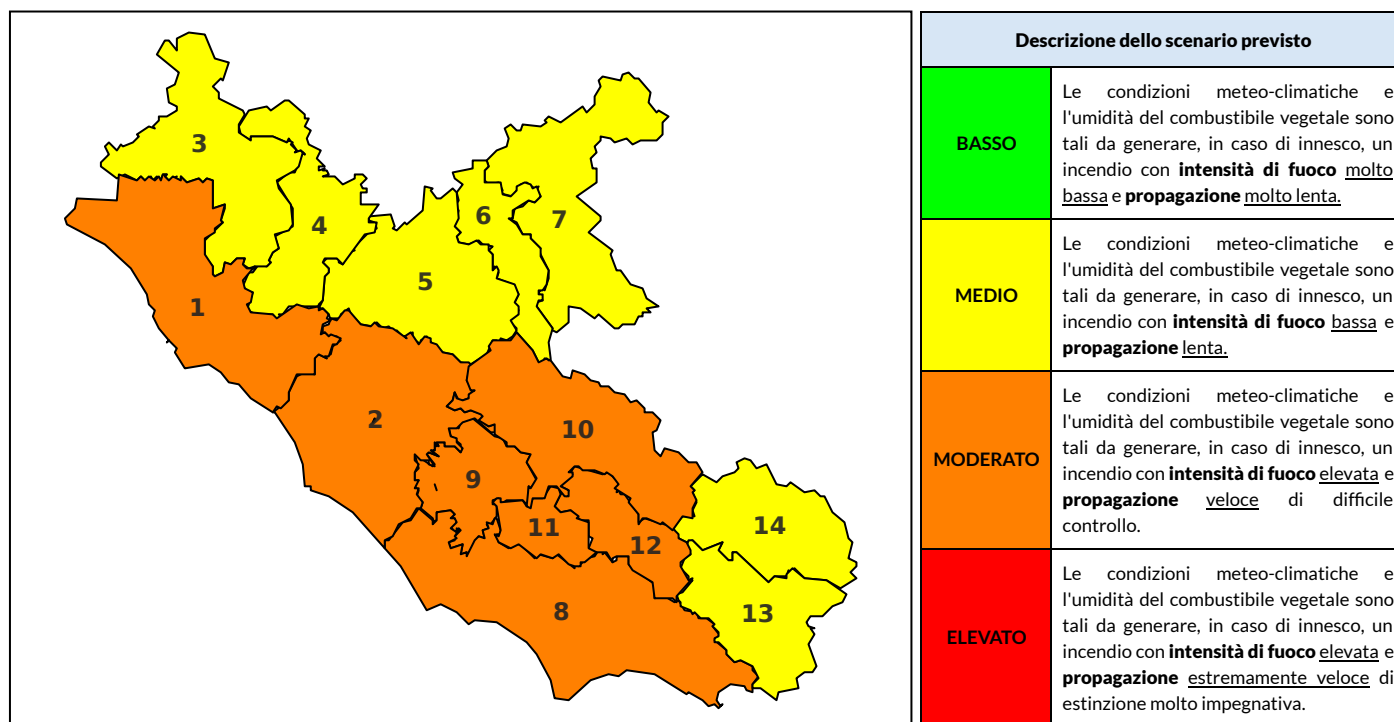 3
4
6
7
5
1
2
10
9
11
12
14
8
13
Descrizione dello scenario previsto
BASSO
Le condizioni meteo-climatiche e
l'umidità del combustibile vegetale sono
tali da generare, in caso di innesco, un
incendio con intensità di fuoco molto
bassa e propagazione molto lenta.
MEDIO
Le condizioni meteo-climatiche e
l'umidità del combustibile vegetale sono
tali da generare, in caso di innesco, un
incendio con intensità di fuoco bassa e
propagazione lenta.
MODERATO
Le condizioni meteo-climatiche e
l'umidità del combustibile vegetale sono
tali da generare, in caso di innesco, un
incendio con intensità di fuoco elevata e
propagazione veloce di difficile
controllo.
ELEVATO
Le condizioni meteo-climatiche e
l'umidità del combustibile vegetale sono
tali da generare, in caso di innesco, un
incendio con intensità di fuoco elevata e
propagazione estremamente veloce di
estinzione molto impegnativa.